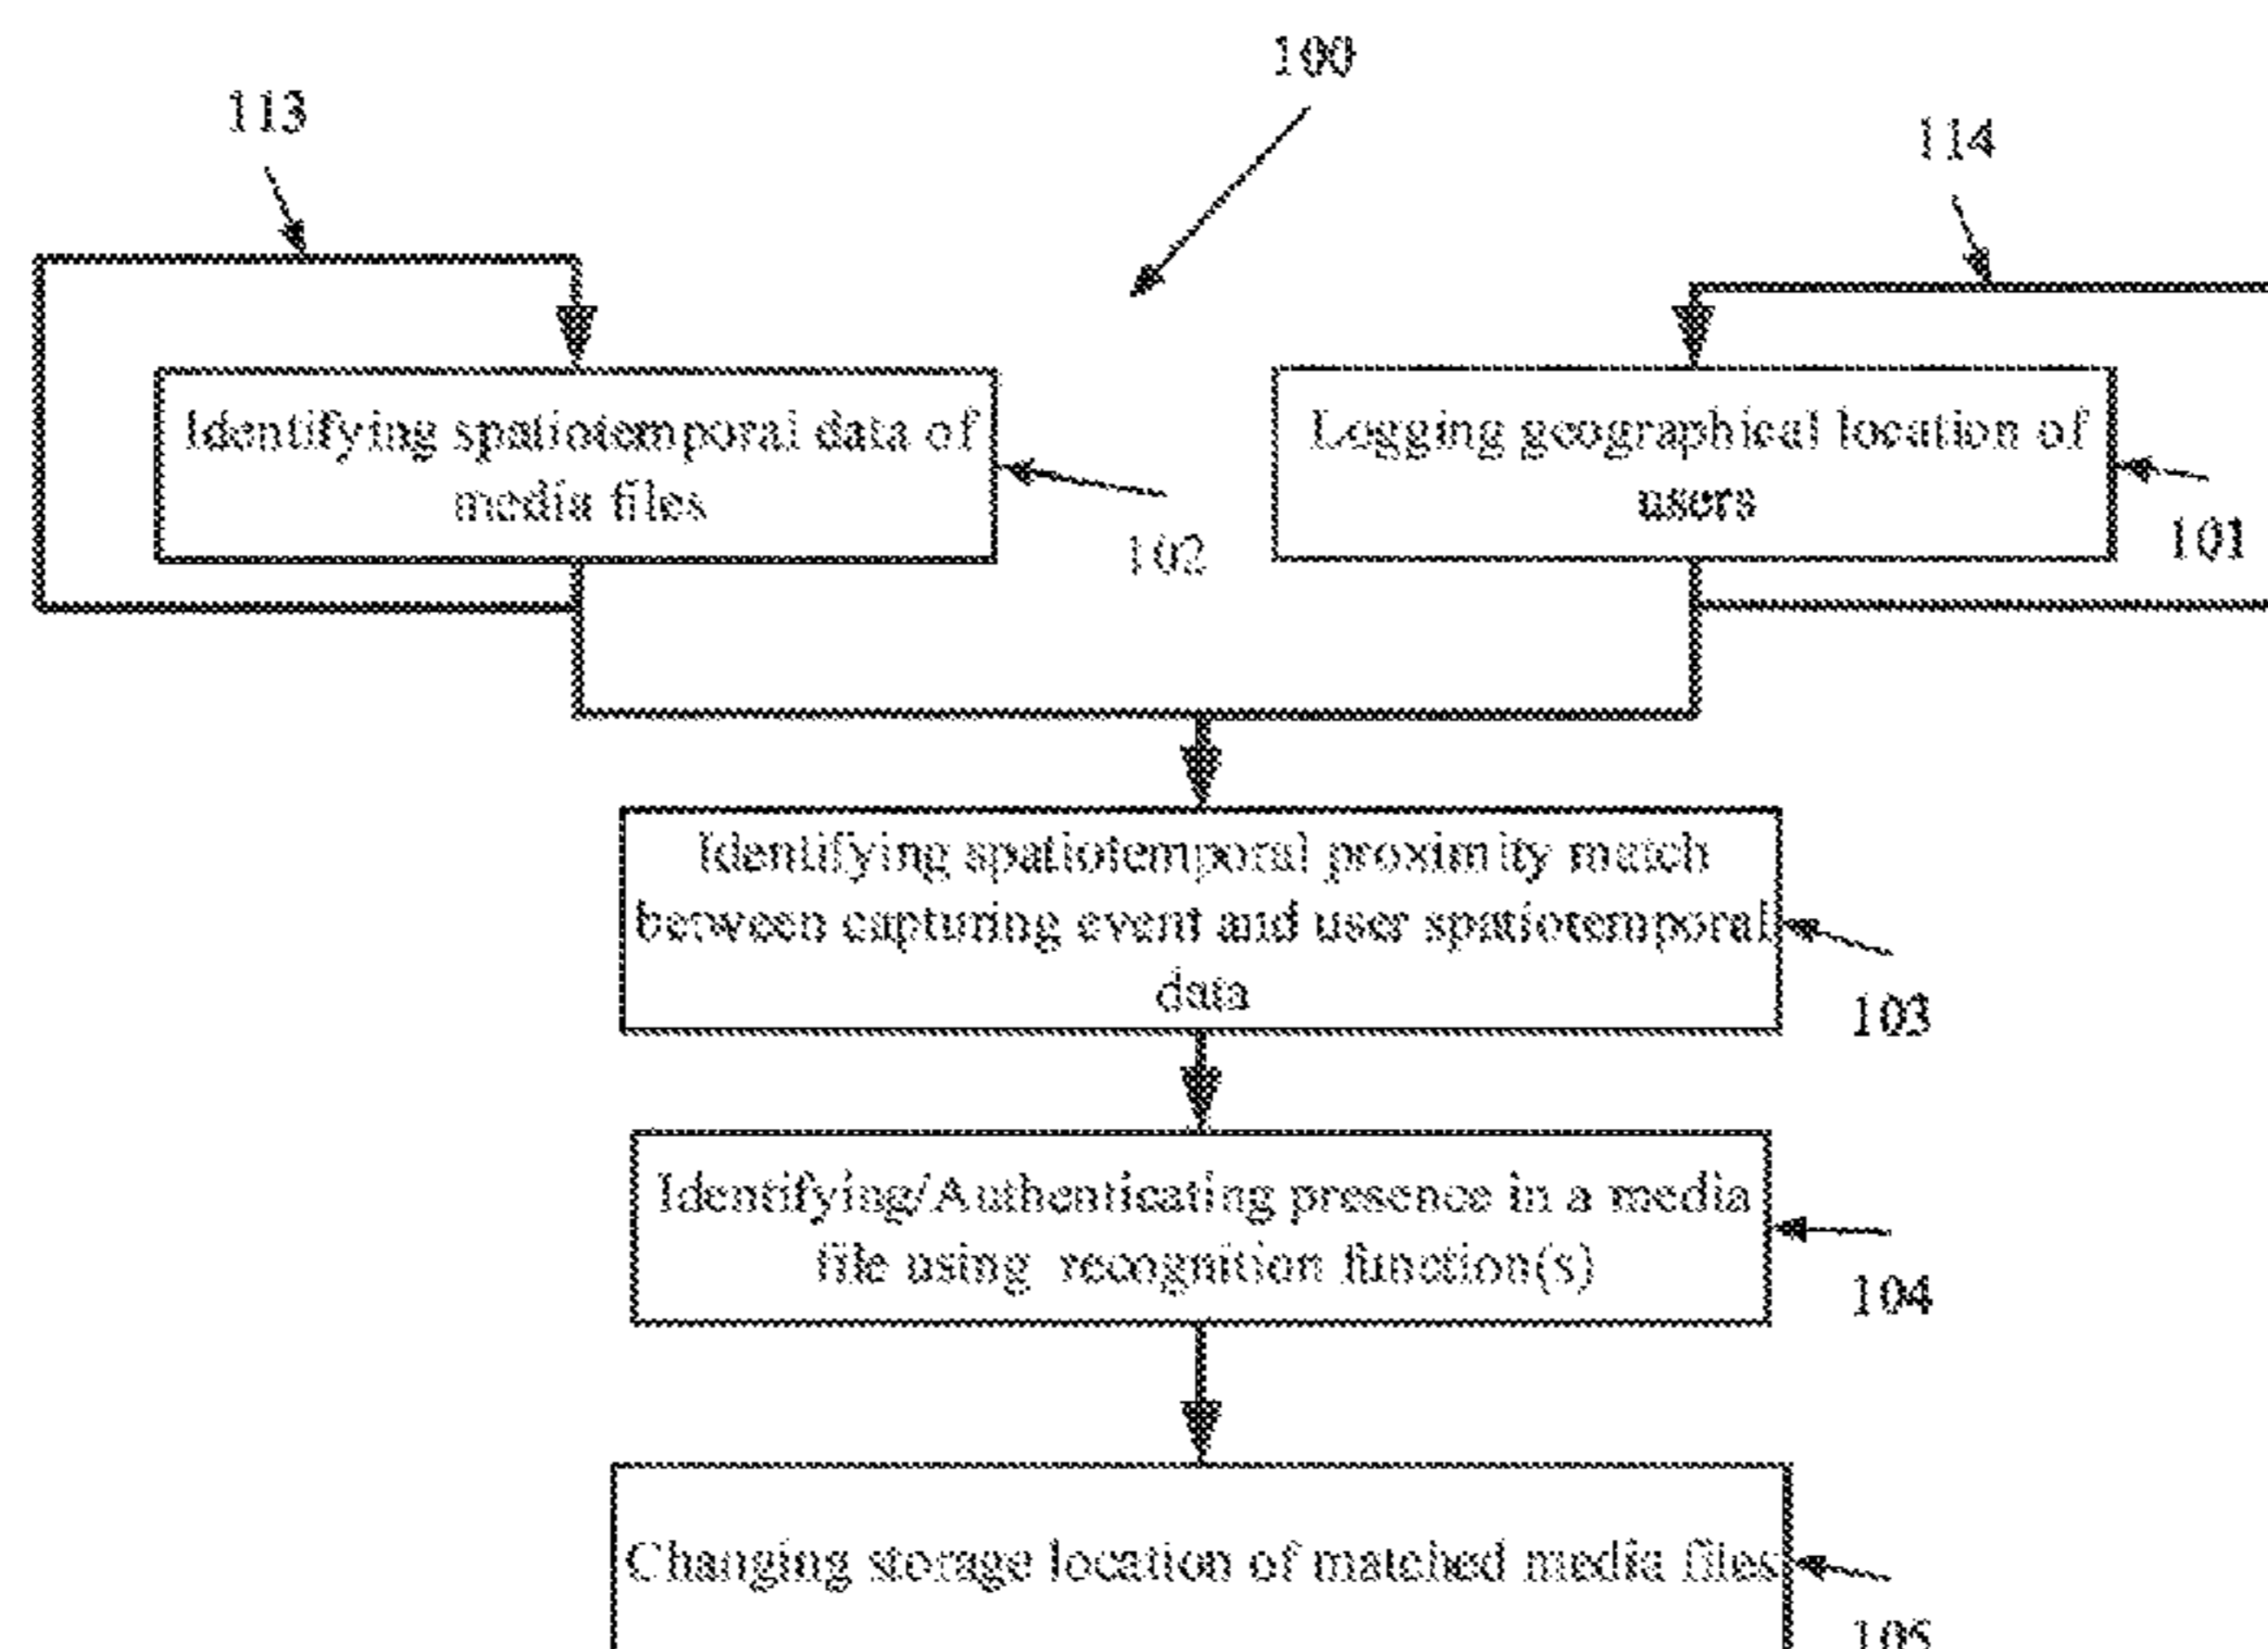 100
113
114
Identifying spatiotemporal data of
media files
102
Logging geographical location of
users
101
Identifying spatiotemporal proximity match
between capturing event and user spatiotemporal
data
103
Identifying/Authenticating presence in a media
file using recognition function(s)
104
Changing storage location of matched media files
105